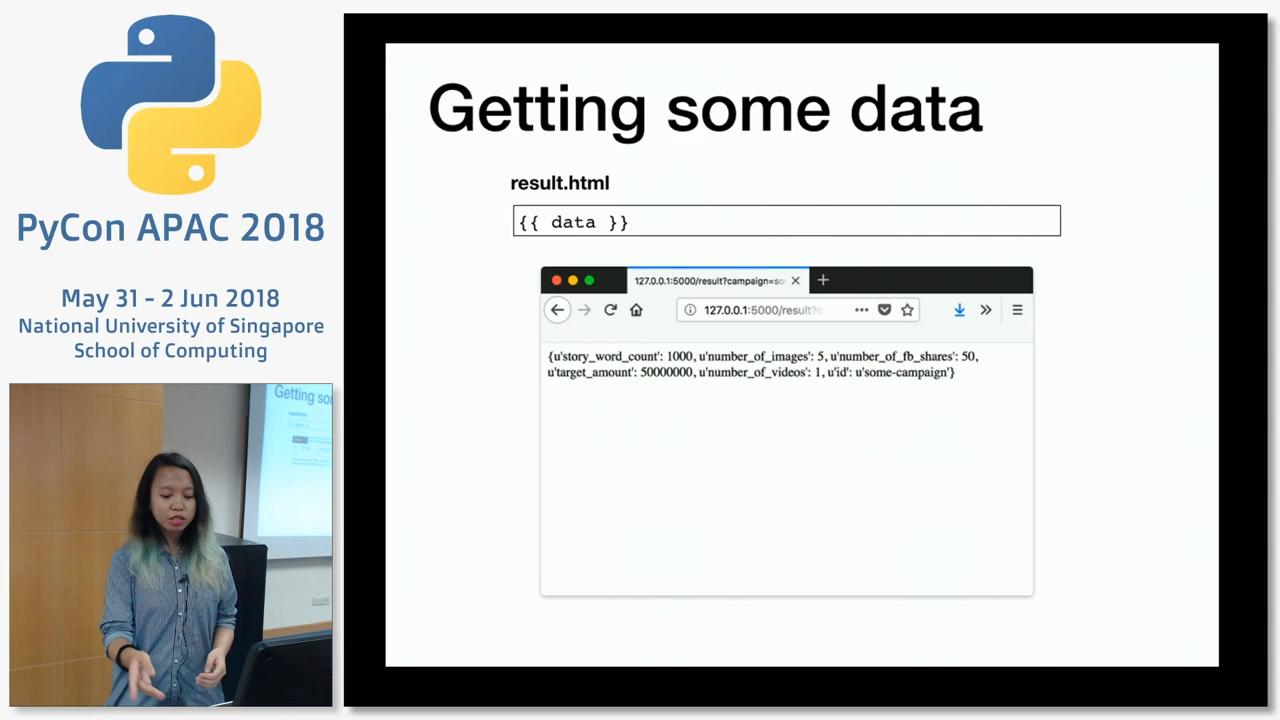 PyCon APAC 2018
May 31 - 2 Jun 2018
National University of Singapore
School of Computing
Getting so
Getting some data
result.html
{{ data }}
127.0.0.1:5000/result?campaign=so
127.0.0.1:5000/result?c
{u'story_word_count': 1000, u'number_of_images': 5, u'number_of_fb_shares': 50,
u'target_amount': 50000000, u'number_of_videos': 1, u'id': u'some-campaign'}